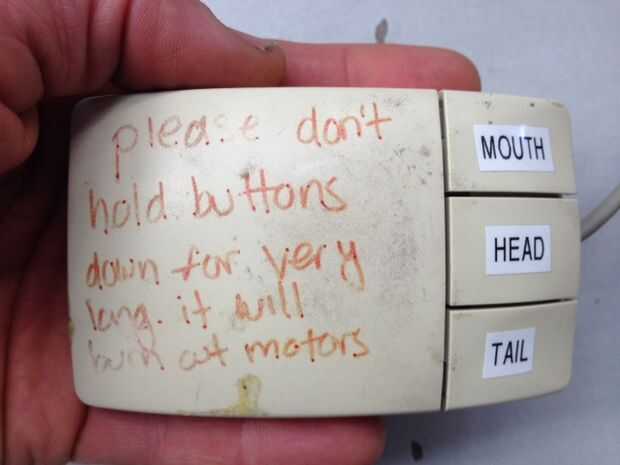 please don't
hold buttons
down for very
long. it will
burn out motors
MOUTH
HEAD
TAIL